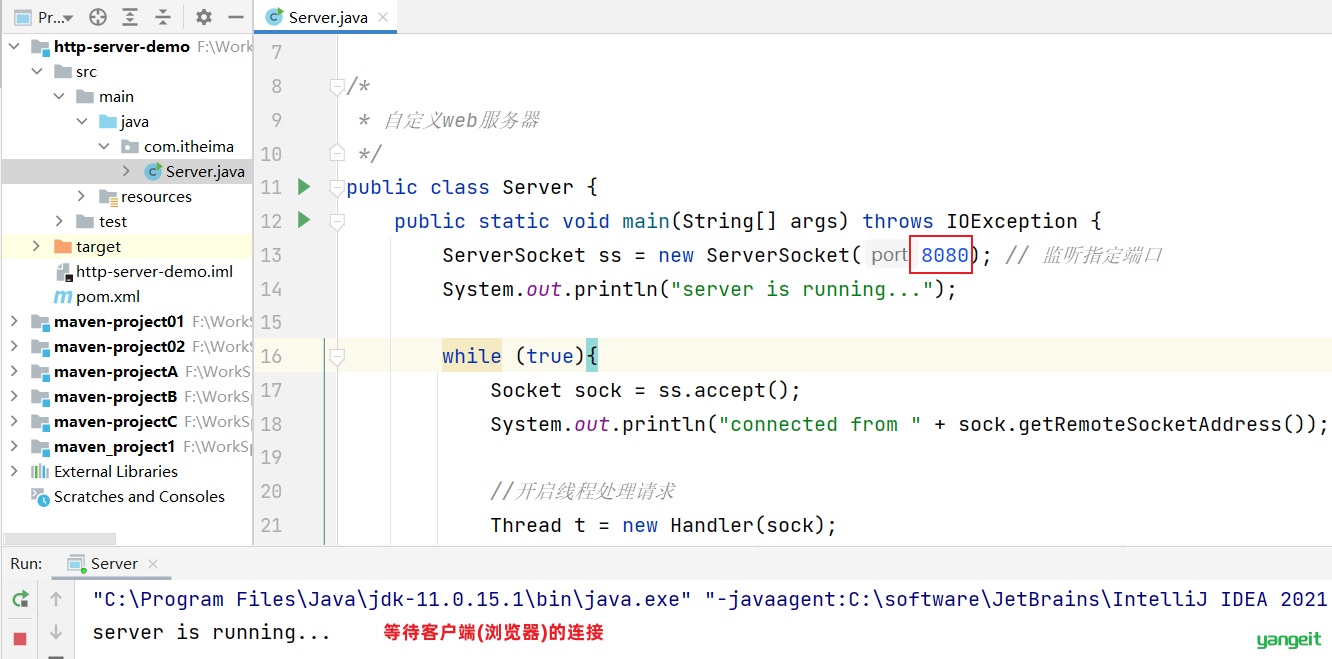 Pr...
Server.java
http-server-demo F:\Work
src
main
java
com.itheima
Server.java
resources
test
target
http-server-demo.iml
pom.xml
maven-project01 F:\WorkS
maven-project02 F:\WorkS
maven-projectA F:\WorkS
maven-projectB F:\WorkSp
maven-projectC F:\WorkSp
maven_project1 F:\WorkSp
External Libraries
Scratches and Consoles
7
8 /*
9 * 自定义web服务器
10 */
11 public class Server {
12 public static void main(String[] args) throws IOException {
13 ServerSocket ss = new ServerSocket( port 8080); // 监听指定端口
14 System.out.println("server is running...");
15
16 while (true){
17 Socket sock = ss.accept();
18 System.out.println("connected from " + sock.getRemoteSocketAddress());
19
20 //开启线程处理请求
21 Thread t = new Handler(sock);
Run: Server
"C:\Program Files\Java\jdk-11.0.15.1\bin\java.exe" "-javaagent:C:\software\JetBrains\IntelliJ IDEA 2021
server is running... 等待客户端(浏览器)的连接
yangeit